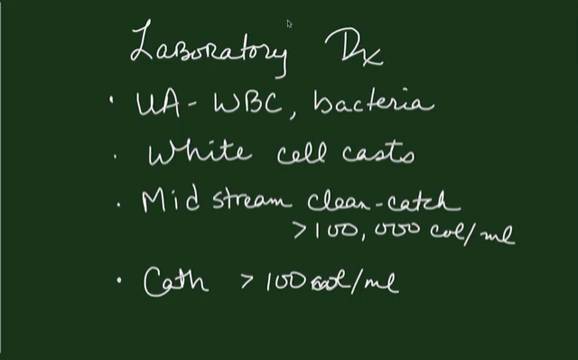 Laboratory Dx
• UA - WBC, bacteria
• White cell casts
• Mid stream clean-catch
>100,000 col/ml
• Cath >100 col/ml